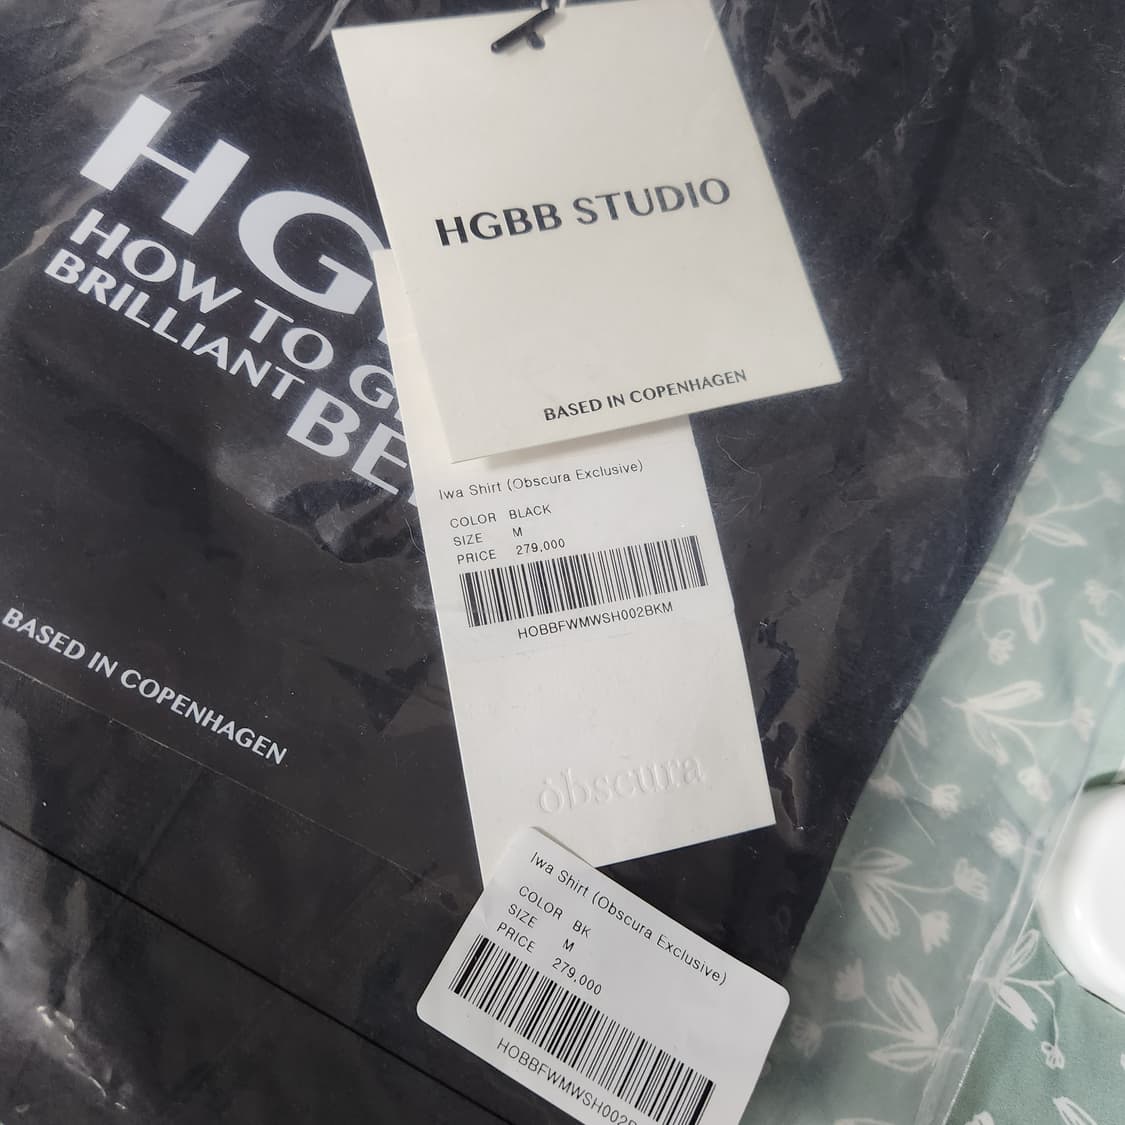 HGBB STUDIO
BASED IN COPENHAGEN
HG
HOW TO
BRILLIANT
BASED IN COPENHAGEN
Iwa Shirt (Obscura Exclusive)
COLOR BLACK
SIZE M
PRICE 279,000
HOBBFWMWSH002BKM
obscura
Iwa Shirt (Obscura Exclusive)
COLOR BK
SIZE M
PRICE 279,000
HOBBFWMWSH002